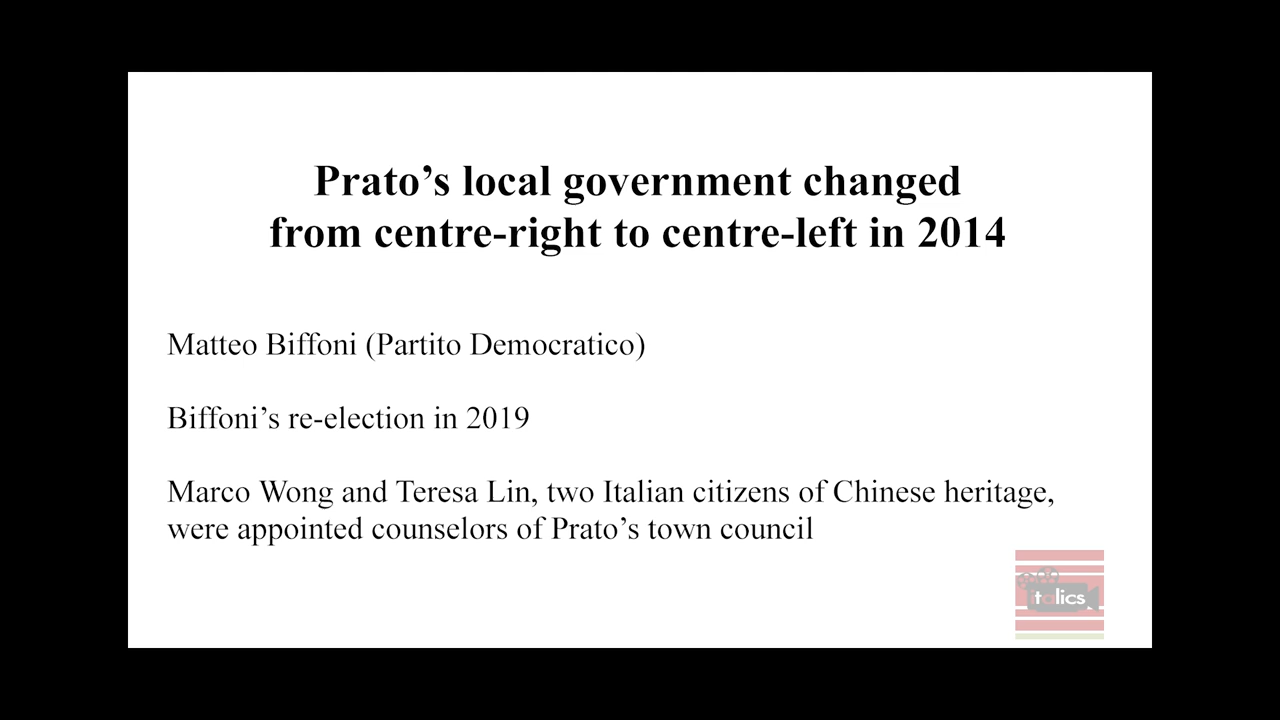 Prato’s local government changed
from centre-right to centre-left in 2014
Matteo Biffoni (Partito Democratico)
Biffoni’s re-election in 2019
Marco Wong and Teresa Lin, two Italian citizens of Chinese heritage,
were appointed counselors of Prato’s town council
italics